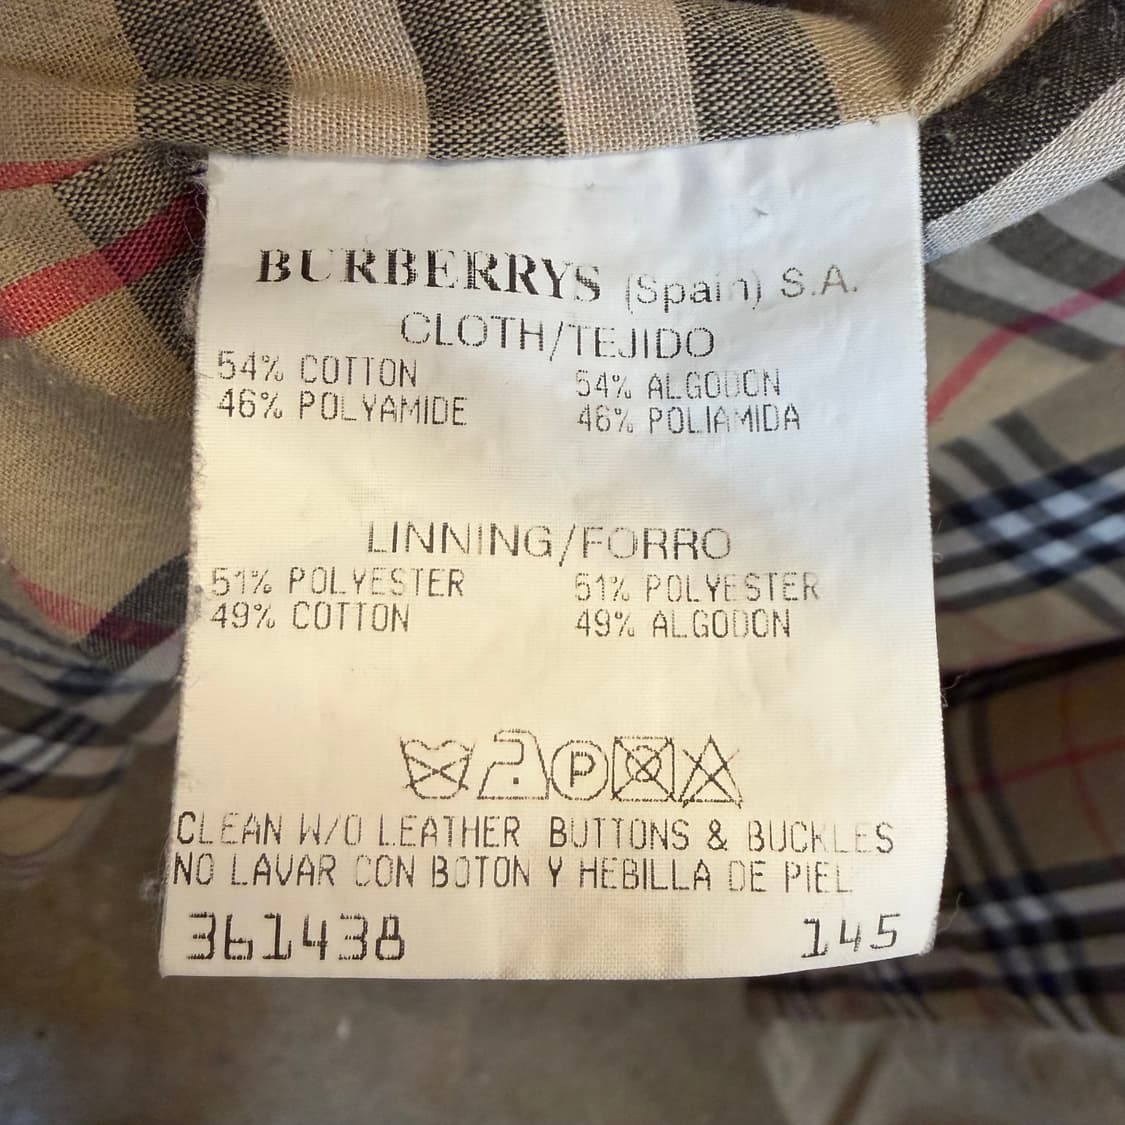 BURBERRYS (Spain) S.A.
CLOTH/TEJIDO
54% COTTON 54% ALGODON
46% POLYAMIDE 46% POLIAMIDA
LINNING/FORRO
51% POLYESTER 51% POLYESTER
49% COTTON 49% ALGODON
P
CLEAN W/O LEATHER BUTTONS & BUCKLES
NO LAVAR CON BOTON Y HEBILLA DE PIEL
361438 145